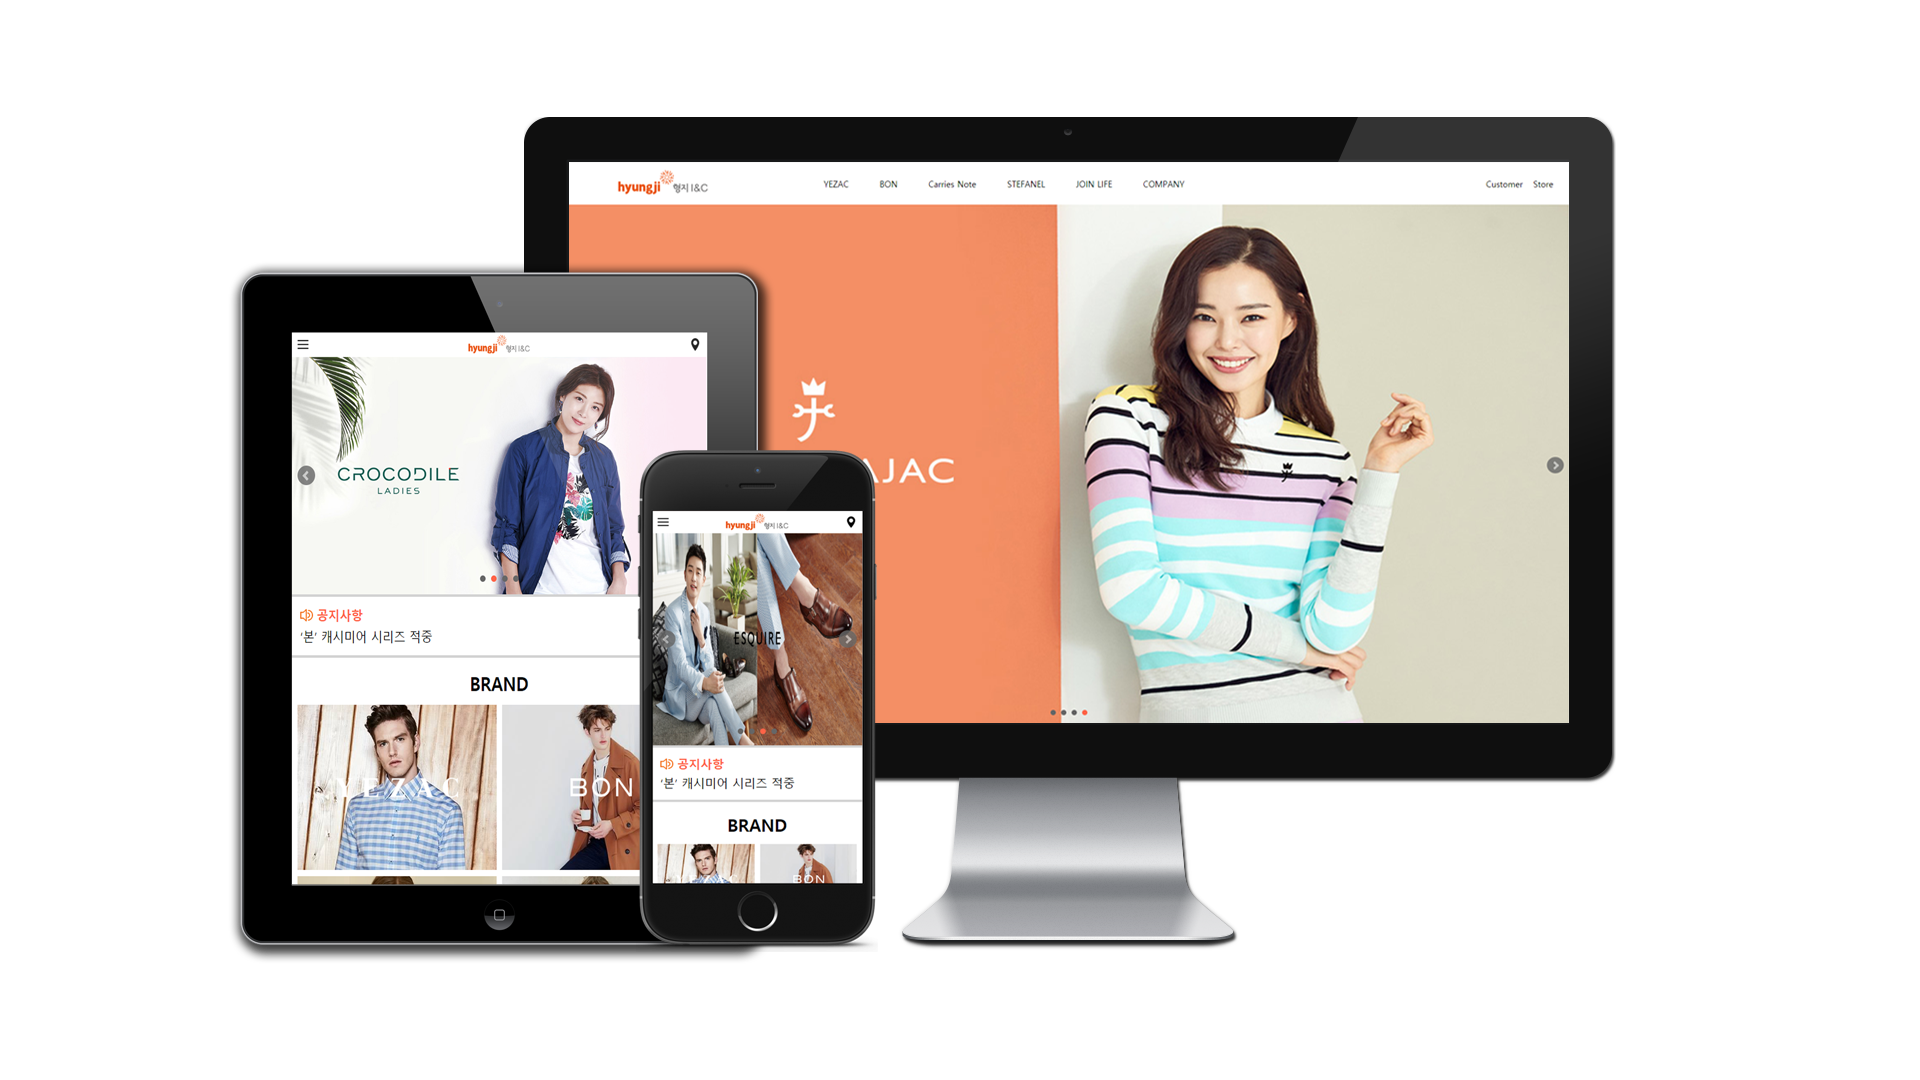 hyungji 형지 I&C
YEZAC BON Carries Note STEFANEL JOIN LIFE COMPANY
Customer Store
AJAC
hyungji 형지 I&C
CROCODILE
LADIES
공지사항
‘본’ 캐시미어 시리즈 적중
BRAND
YEZAC
BON
hyungji 형지 I&C
ESQUIRE
공지사항
‘본’ 캐시미어 시리즈 적중
BRAND
YEZAC
BON